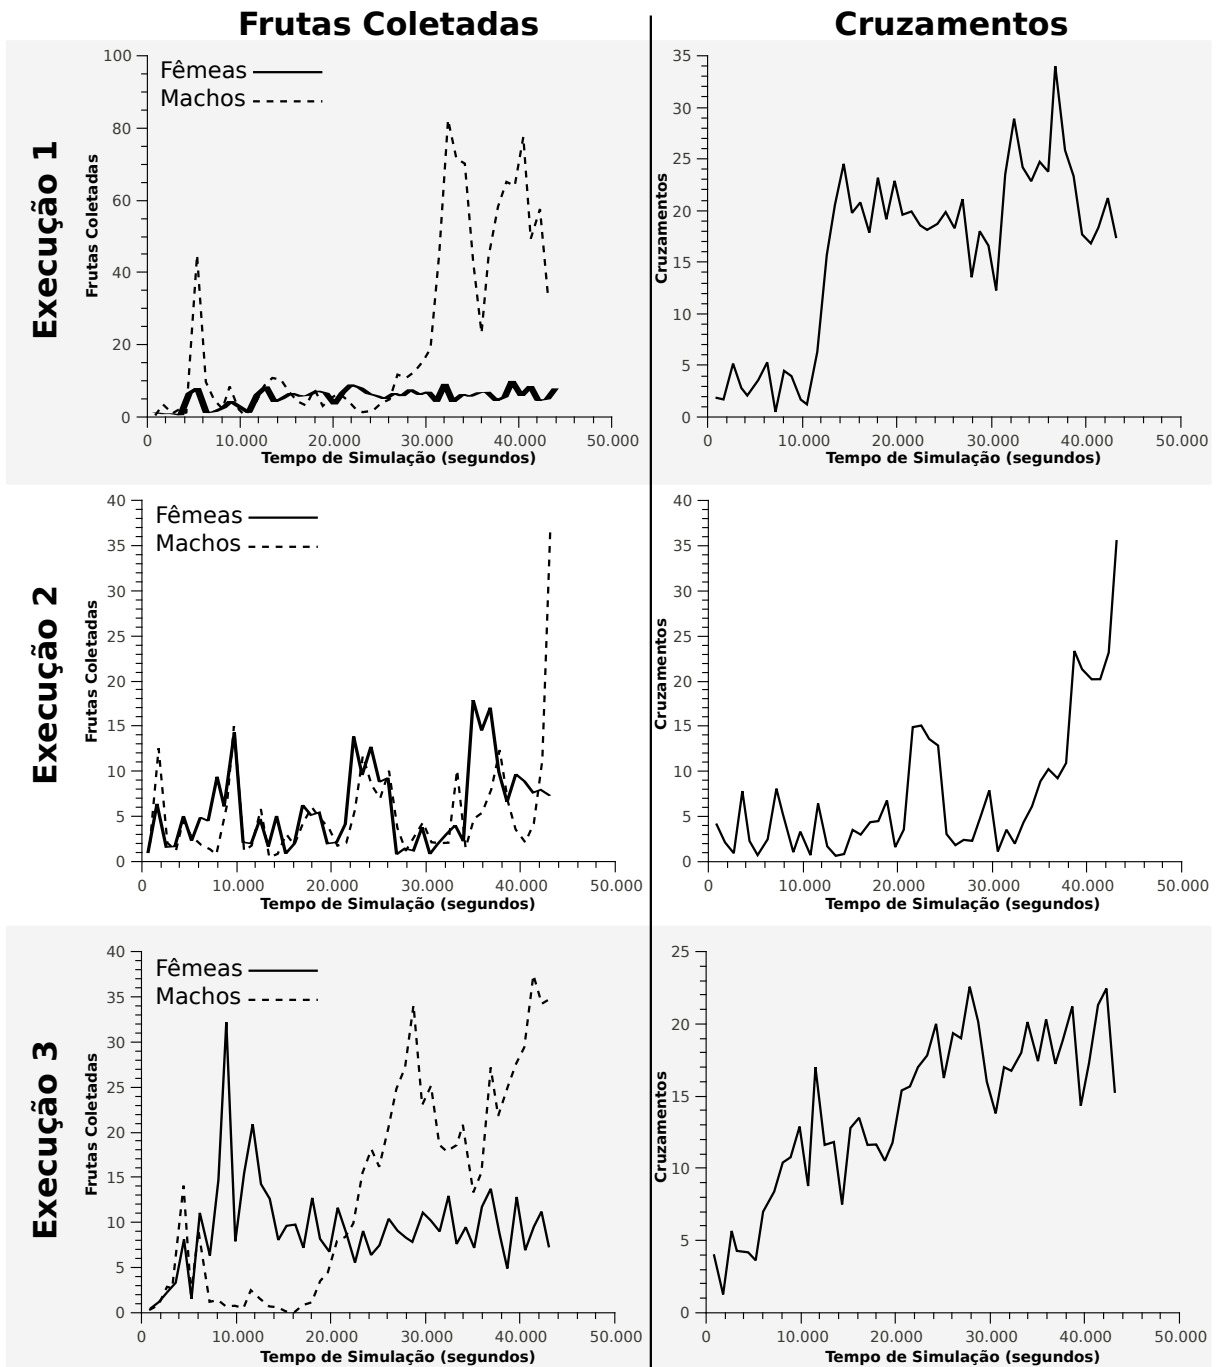 Frutas Coletadas
Cruzamentos
Execução 1
Frutas Coletadas
Fêmeas
Machos
100
80
60
40
20
0
0 10.000 20.000 30.000 40.000 50.000
Tempo de Simulação (segundos)
Cruzamentos
35
30
25
20
15
10
5
0
0 10.000 20.000 30.000 40.000 50.000
Tempo de Simulação (segundos)
Execução 2
Frutas Coletadas
Fêmeas
Machos
40
35
30
25
20
15
10
5
0
0 10.000 20.000 30.000 40.000 50.000
Tempo de Simulação (segundos)
Cruzamentos
40
35
30
25
20
15
10
5
0
0 10.000 20.000 30.000 40.000 50.000
Tempo de Simulação (segundos)
Execução 3
Frutas Coletadas
Fêmeas
Machos
40
35
30
25
20
15
10
5
0
0 10.000 20.000 30.000 40.000 50.000
Tempo de Simulação (segundos)
Cruzamentos
25
20
15
10
5
0
0 10.000 20.000 30.000 40.000 50.000
Tempo de Simulação (segundos)